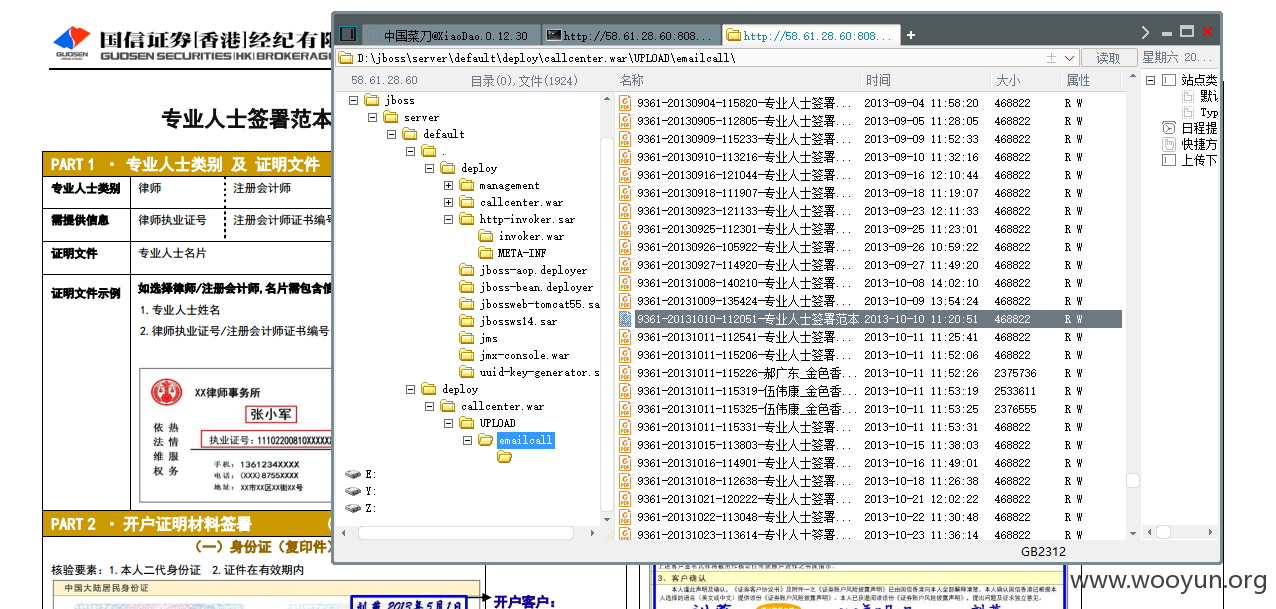 国信证券(香港)经纪有限
GUOSEN
GUOSEN SECURITIES(HK) BROKERAG
专业人士签署范本
PART 1 · 专业人士类别 及 证明文件
专业人士类别 律师 注册会计师
需提供信息 律师执业证号 注册会计师证书编号
证明文件 专业人士名片
证明文件示例 如选择律师/注册会计师,名片需包含信
1. 专业人士姓名
2. 律师执业证号/注册会计师证书编号
XX律师事务所
张小军
执业证号: 11102200810XXXXX
依 热
法 情
维 服
权 务
手机: 1361234XXXX
电话: (XXX) 8755XXXX
地址: XX市XX区XX街XX号
PART 2 · 开户证明材料签署
(一) 身份证 (复印件)
核验要素: 1. 本人二代身份证 2. 证件在有效期内
中国大陆居民身份证
2013年5月1日
开户客户:
中国菜刀@XiaoDao.0.12.30
http://58.61.28.60:808...
http://58.61.28.60:808...
+
D:\jboss\server\default\deploy\callcenter.war\UPLOAD\emailcall\
读取
星期六 20...
58.61.28.60
目录(0),文件(1924)
名称 时间 大小 属性
jboss
server
default
.
deploy
management
callcenter.war
http-invoker.sar
invoker.war
META-INF
jboss-aop.deployer
jboss-bean.deployer
jbossweb-tomcat55.sa
jbossws14.sar
jms
jmx-console.war
uuid-key-generator.s
deploy
callcenter.war
UPLOAD
emailcall
E:
Y:
Z:
9361-20130904-115820-专业人士签署... 2013-09-04 11:58:20 468822 R W
9361-20130905-112805-专业人士签署... 2013-09-05 11:28:05 468822 R W
9361-20130909-115233-专业人士签署... 2013-09-09 11:52:33 468822 R W
9361-20130910-113216-专业人士签署... 2013-09-10 11:32:16 468822 R W
9361-20130916-121044-专业人士签署... 2013-09-16 12:10:44 468822 R W
9361-20130918-111907-专业人士签署... 2013-09-18 11:19:07 468822 R W
9361-20130923-121133-专业人士签署... 2013-09-23 12:11:33 468822 R W
9361-20130925-112301-专业人士签署... 2013-09-25 11:23:01 468822 R W
9361-20130926-105922-专业人士签署... 2013-09-26 10:59:22 468822 R W
9361-20130927-114920-专业人士签署... 2013-09-27 11:49:20 468822 R W
9361-20131008-140210-专业人士签署... 2013-10-08 14:02:10 468822 R W
9361-20131009-135424-专业人士签署... 2013-10-09 13:54:24 468822 R W
9361-20131010-112051-专业人士签署范本. 2013-10-10 11:20:51 468822 R W
9361-20131011-112541-专业人士签署... 2013-10-11 11:25:41 468822 R W
9361-20131011-115206-专业人士签署... 2013-10-11 11:52:06 468822 R W
9361-20131011-115226-郝广东_金色香... 2013-10-11 11:52:26 2375736 R W
9361-20131011-115319-伍伟康_金色香... 2013-10-11 11:53:19 2533611 R W
9361-20131011-115325-伍伟康_金色香... 2013-10-11 11:53:25 2376555 R W
9361-20131011-115331-专业人士签署... 2013-10-11 11:53:31 468822 R W
9361-20131015-113803-专业人士签署... 2013-10-15 11:38:03 468822 R W
9361-20131016-114901-专业人士签署... 2013-10-16 11:49:01 468822 R W
9361-20131018-112638-专业人士签署... 2013-10-18 11:26:38 468822 R W
9361-20131021-120222-专业人士签署... 2013-10-21 12:02:22 468822 R W
9361-20131022-113048-专业人士签署... 2013-10-22 11:30:48 468822 R W
9361-20131023-113614-专业人士签署... 2013-10-23 11:36:14 468822 R W
站点类
默认
Typ
日程提
快捷方
上传下
GB2312
3、客户确认
www.wooyun.org